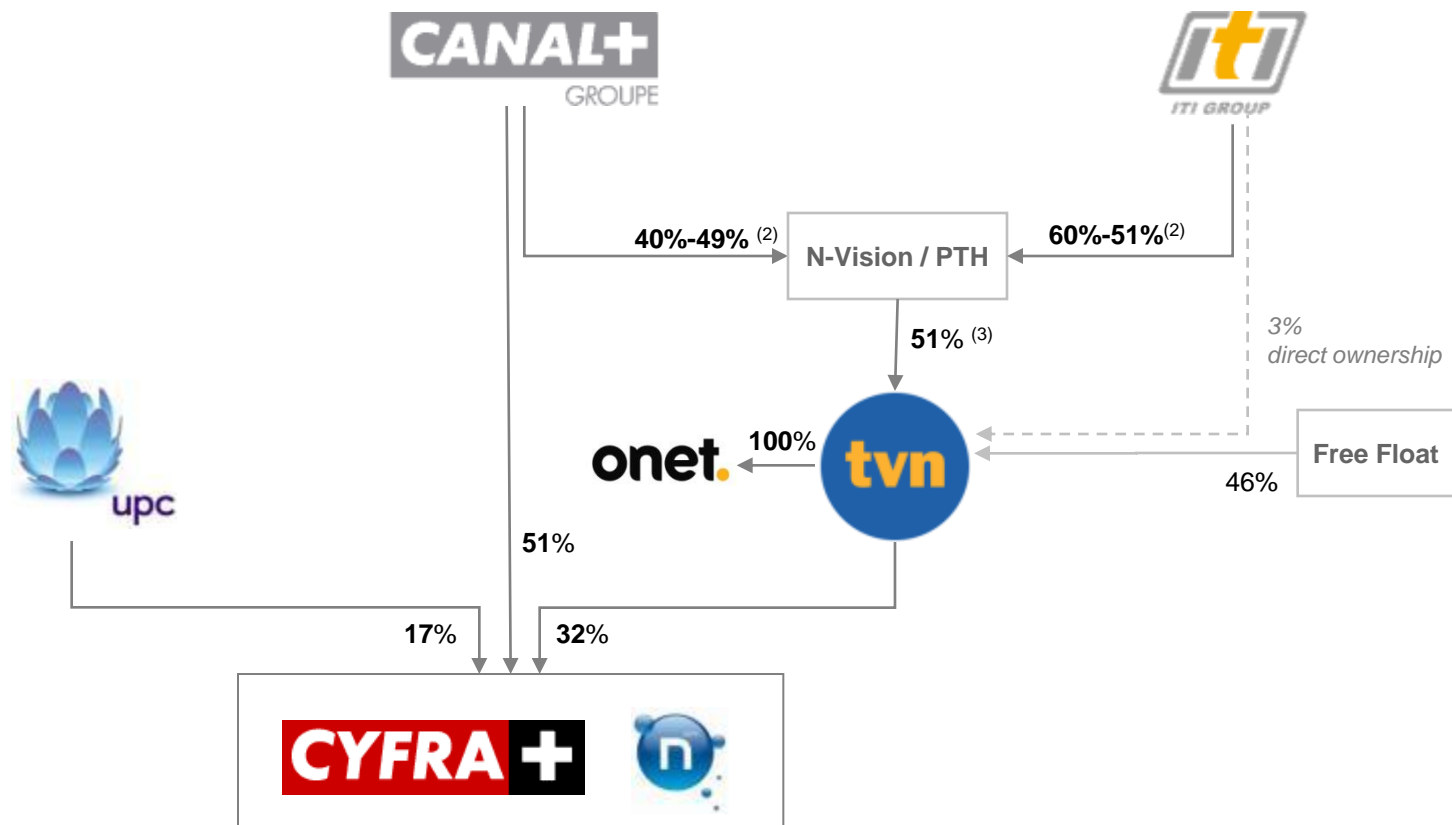 CANAL+
GROUPE
iti
ITI GROUP
40%-49% (2)
60%-51%(2)
N-Vision / PTH
51% (3)
3%
direct ownership
onet.
100%
tvn
Free Float
46%
upc
51%
17%
32%
CYFRA +
n